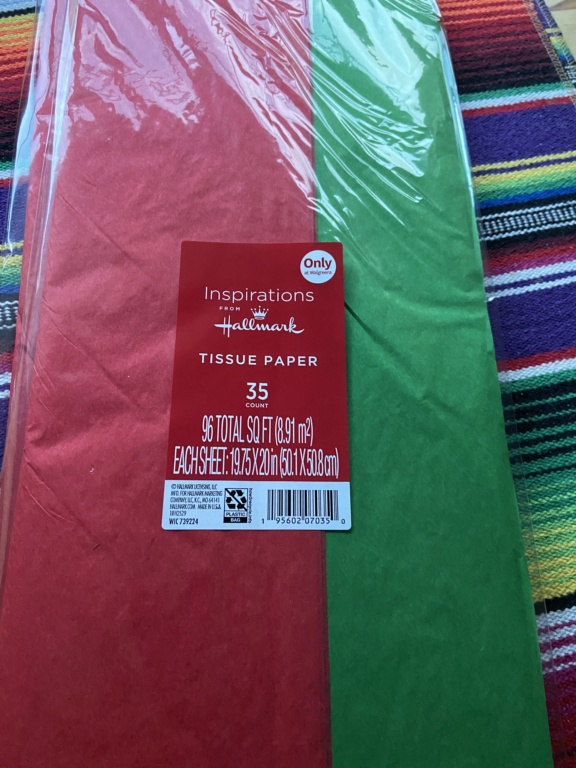 Only
at Walgreens
Inspirations
FROM
Hallmark
TISSUE PAPER
35
COUNT
96 TOTAL SQ FT (8.91 m²)
EACH SHEET: 19.75 X 20 in (50.1 X 50.8 cm)
© HALLMARK LICENSING, LLC
MFD. FOR HALLMARK MARKETING
COMPANY, LLC, K.C., MO 64141
HALLMARK.COM MADE IN U.S.A.
WIC 739224
PLASTIC
BAG
1 95602 07035 0